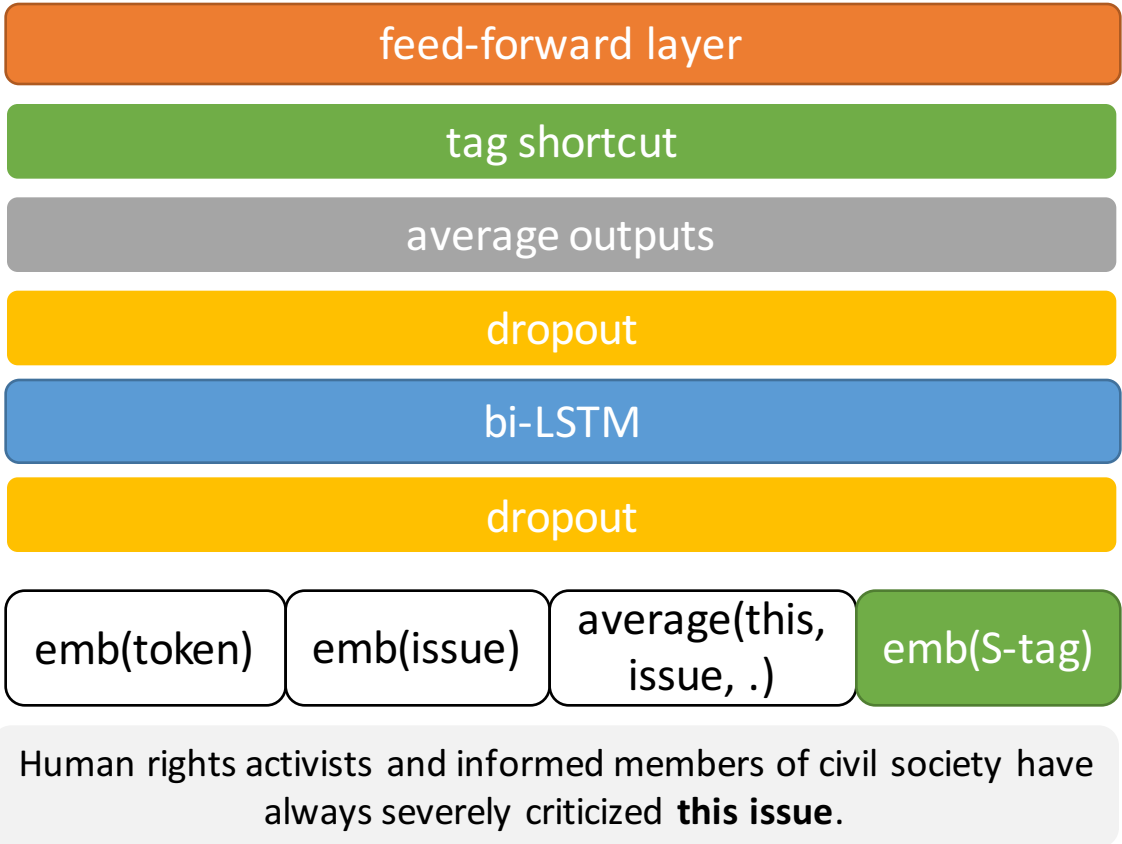 feed-forward layer
tag shortcut
average outputs
dropout
bi-LSTM
dropout
emb(token)
emb(issue)
average(this,
issue, .)
emb(S-tag)
Human rights activists and informed members of civil society have
always severely criticized this issue.